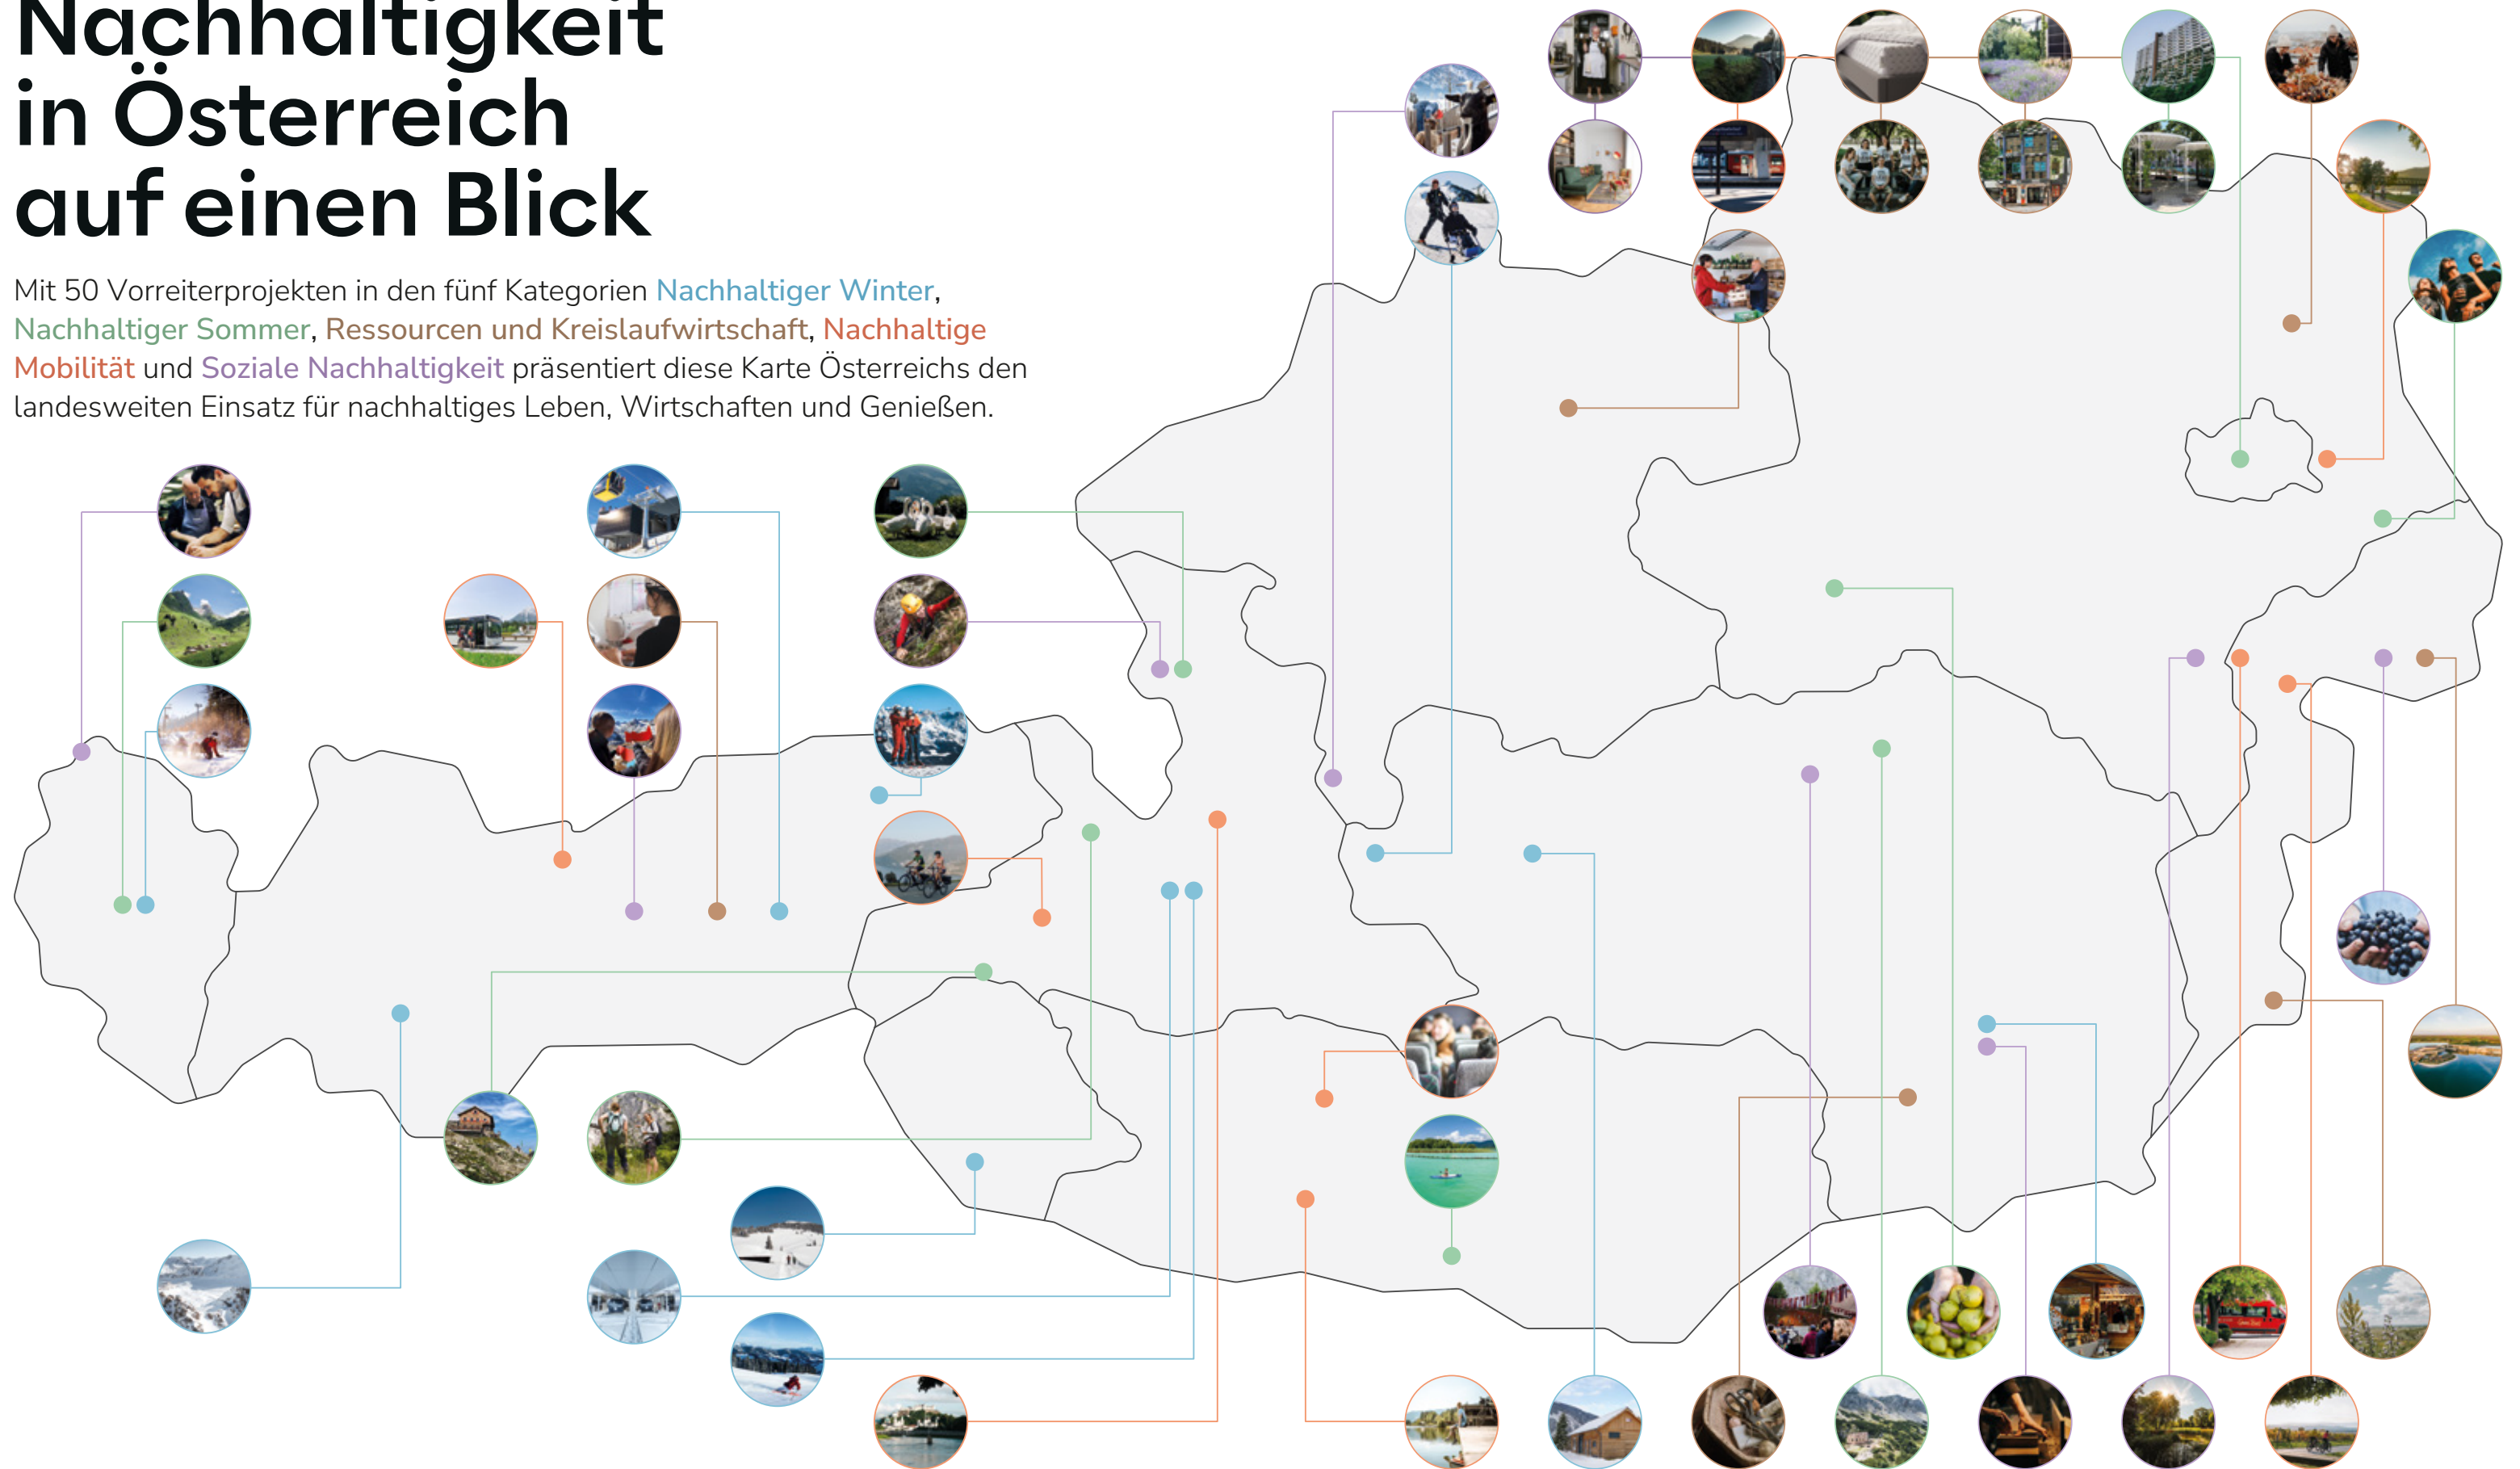 Nachhaltigkeit
in Österreich
auf einen Blick
Mit 50 Vorreiterprojekten in den fünf Kategorien Nachhaltiger Winter,
Nachhaltiger Sommer, Ressourcen und Kreislaufwirtschaft, Nachhaltige
Mobilität und Soziale Nachhaltigkeit präsentiert diese Karte Österreichs den
landesweiten Einsatz für nachhaltiges Leben, Wirtschaften und Genießen.